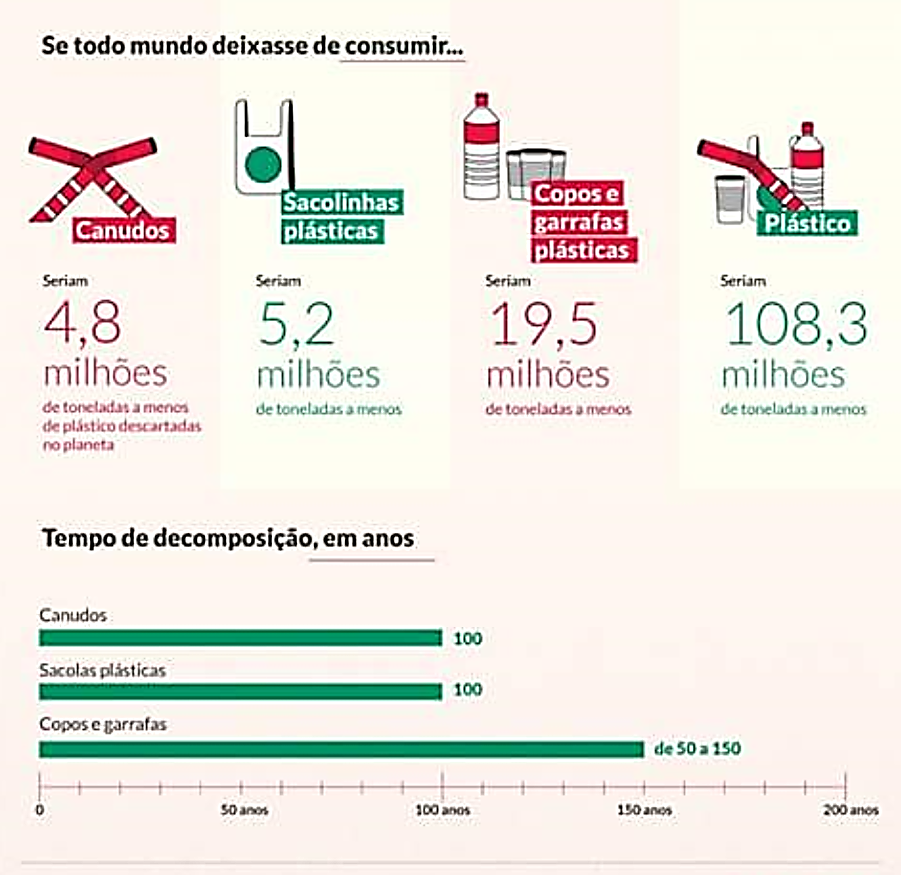 Se todo mundo deixasse de consumir...
Canudos
Seriam
4,8
milhões
de toneladas a menos
de plástico descartadas
no planeta
Sacolinhas
plásticas
Seriam
5,2
milhões
de toneladas a menos
Copos e
garrafas
plásticas
Seriam
19,5
milhões
de toneladas a menos
Plástico
Seriam
108,3
milhões
de toneladas a menos
Tempo de decomposição, em anos
Canudos
100
Sacolas plásticas
100
Copos e garrafas
de 50 a 150
0 50 anos 100 anos 150 anos 200 anos